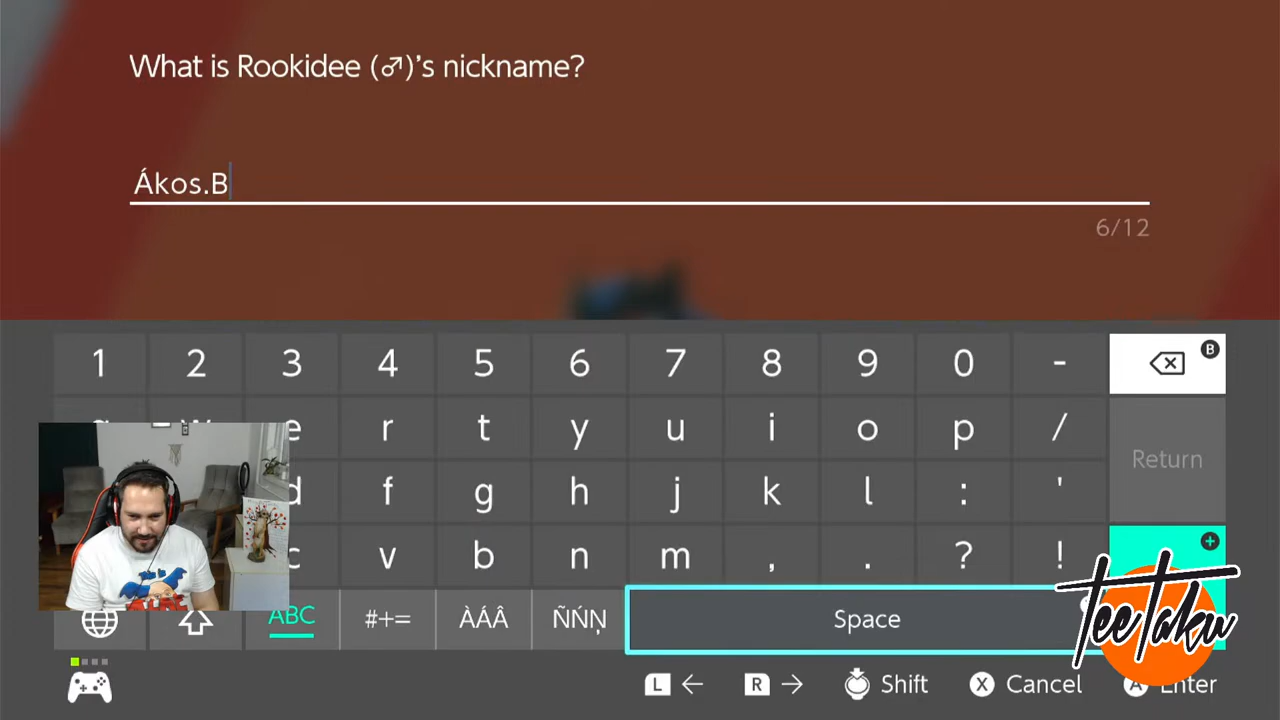 What is Rookidee (♂)'s nickname?
Ákos.B
6/12
1 2 3 4 5 6 7 8 9 0 - B
e r t y u i o p /
Return
d f g h j k l : '
c v b n m , . ? ! +
ABC #+= ÀÁÂ ÑŃŅ Space
L ← R → Shift X Cancel A Enter
TeeTaku